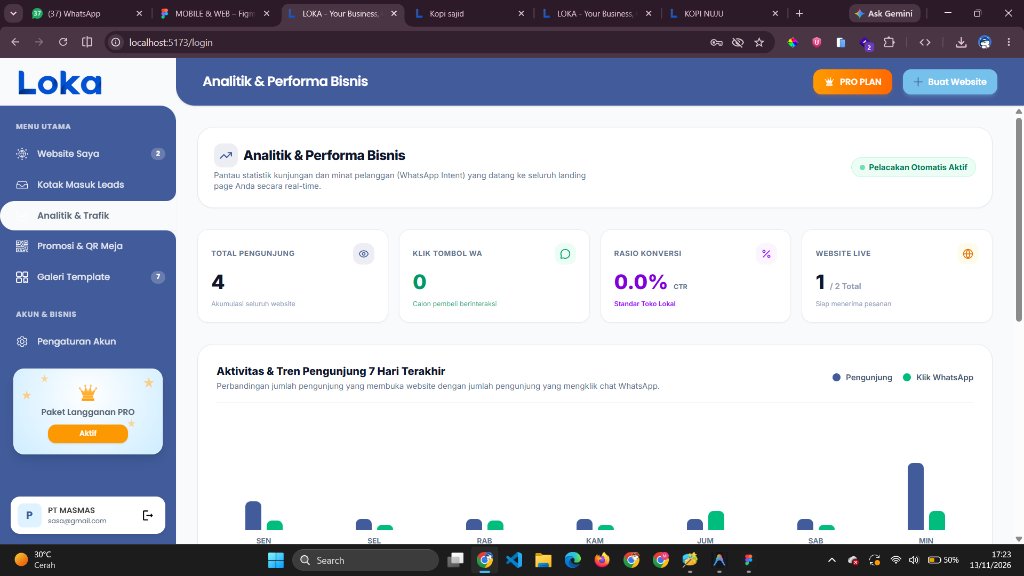 (37) WhatsApp
MOBILE & WEB – Figm
LOKA – Your Business,
Kopi sajid
LOKA – Your Business,
KOPI NUJU
Ask Gemini
localhost:5173/login
2
Loka
Analitik & Performa Bisnis
PRO PLAN
Buat Website
MENU UTAMA
Website Saya
2
Kotak Masuk Leads
Analitik & Trafik
Promosi & QR Meja
Galeri Template
7
AKUN & BISNIS
Pengaturan Akun
Paket Langganan PRO
Aktif
P
PT MASMAS
sasa@gmail.com
Analitik & Performa Bisnis
Pantau statistik kunjungan dan minat pelanggan (WhatsApp Intent) yang datang ke seluruh landing
page Anda secara real-time.
Pelacakan Otomatis Aktif
TOTAL PENGUNJUNG
4
Akumulasi seluruh website
KLIK TOMBOL WA
0
Calon pembeli berinteraksi
RASIO KONVERSI
0.0% CTR
Standar Toko Lokal
WEBSITE LIVE
1 / 2 Total
Siap menerima pesanan
Aktivitas & Tren Pengunjung 7 Hari Terakhir
Perbandingan jumlah pengunjung yang membuka website dengan jumlah pengunjung yang mengklik chat WhatsApp.
Pengunjung
Klik WhatsApp
SEN
SEL
RAB
KAM
JUM
SAB
MIN
30°C
Cerah
Search
50%
17:23
13/11/2026